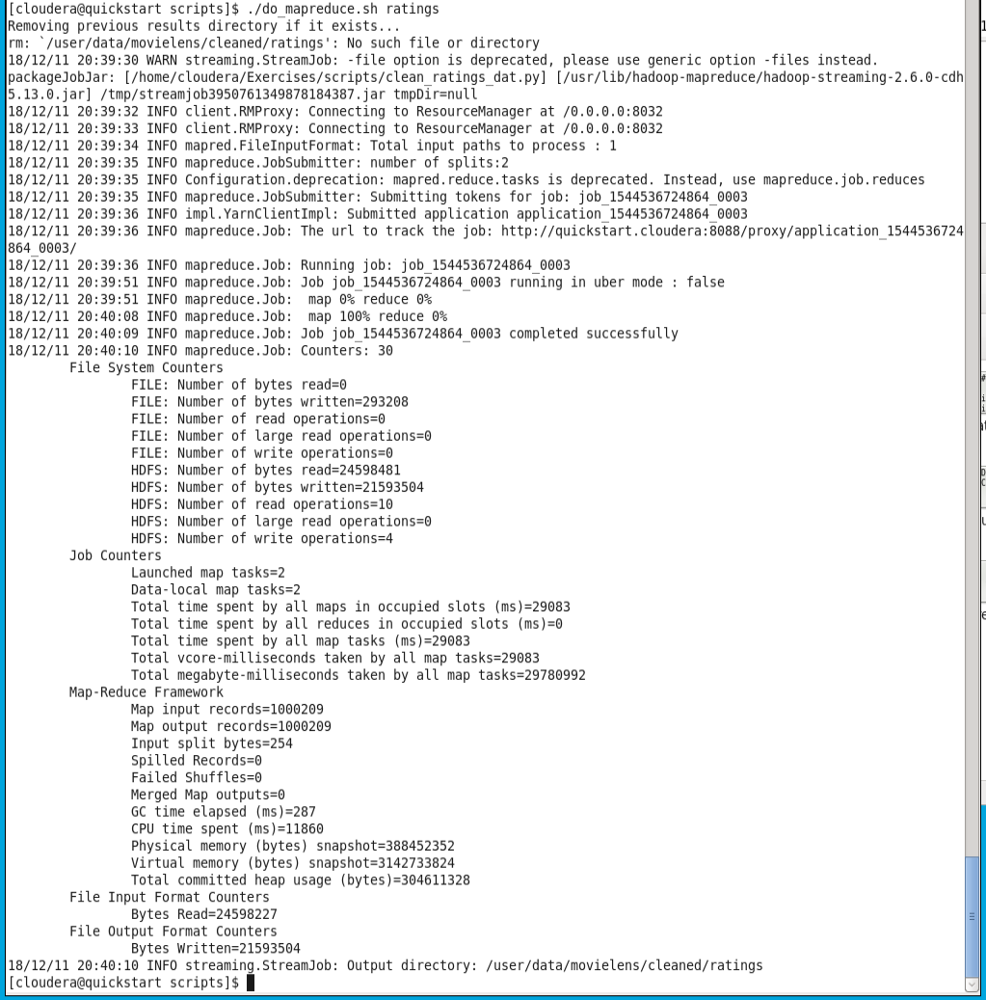 [cloudera@quickstart scripts]$ ./do_mapreduce.sh ratings
Removing previous results directory if it exists...
rm: `/user/data/movielens/cleaned/ratings': No such file or directory
18/12/11 20:39:30 WARN streaming.StreamJob: -file option is deprecated, please use generic option -files instead.
packageJobJar: [/home/cloudera/Exercises/scripts/clean_ratings_dat.py] [/usr/lib/hadoop-mapreduce/hadoop-streaming-2.6.0-cdh
5.13.0.jar] /tmp/streamjob3950761349878184387.jar tmpDir=null
18/12/11 20:39:32 INFO client.RMProxy: Connecting to ResourceManager at /0.0.0.0:8032
18/12/11 20:39:33 INFO client.RMProxy: Connecting to ResourceManager at /0.0.0.0:8032
18/12/11 20:39:34 INFO mapred.FileInputFormat: Total input paths to process : 1
18/12/11 20:39:35 INFO mapreduce.JobSubmitter: number of splits:2
18/12/11 20:39:35 INFO Configuration.deprecation: mapred.reduce.tasks is deprecated. Instead, use mapreduce.job.reduces
18/12/11 20:39:35 INFO mapreduce.JobSubmitter: Submitting tokens for job: job_1544536724864_0003
18/12/11 20:39:36 INFO impl.YarnClientImpl: Submitted application application_1544536724864_0003
18/12/11 20:39:36 INFO mapreduce.Job: The url to track the job: http://quickstart.cloudera:8088/proxy/application_1544536724
864_0003/
18/12/11 20:39:36 INFO mapreduce.Job: Running job: job_1544536724864_0003
18/12/11 20:39:51 INFO mapreduce.Job: Job job_1544536724864_0003 running in uber mode : false
18/12/11 20:39:51 INFO mapreduce.Job:  map 0% reduce 0%
18/12/11 20:40:08 INFO mapreduce.Job:  map 100% reduce 0%
18/12/11 20:40:09 INFO mapreduce.Job: Job job_1544536724864_0003 completed successfully
18/12/11 20:40:10 INFO mapreduce.Job: Counters: 30
File System Counters
FILE: Number of bytes read=0
FILE: Number of bytes written=293208
FILE: Number of read operations=0
FILE: Number of large read operations=0
FILE: Number of write operations=0
HDFS: Number of bytes read=24598481
HDFS: Number of bytes written=21593504
HDFS: Number of read operations=10
HDFS: Number of large read operations=0
HDFS: Number of write operations=4
Job Counters
Launched map tasks=2
Data-local map tasks=2
Total time spent by all maps in occupied slots (ms)=29083
Total time spent by all reduces in occupied slots (ms)=0
Total time spent by all map tasks (ms)=29083
Total vcore-milliseconds taken by all map tasks=29083
Total megabyte-milliseconds taken by all map tasks=29780992
Map-Reduce Framework
Map input records=1000209
Map output records=1000209
Input split bytes=254
Spilled Records=0
Failed Shuffles=0
Merged Map outputs=0
GC time elapsed (ms)=287
CPU time spent (ms)=11860
Physical memory (bytes) snapshot=388452352
Virtual memory (bytes) snapshot=3142733824
Total committed heap usage (bytes)=304611328
File Input Format Counters
Bytes Read=24598227
File Output Format Counters
Bytes Written=21593504
18/12/11 20:40:10 INFO streaming.StreamJob: Output directory: /user/data/movielens/cleaned/ratings
[cloudera@quickstart scripts]$